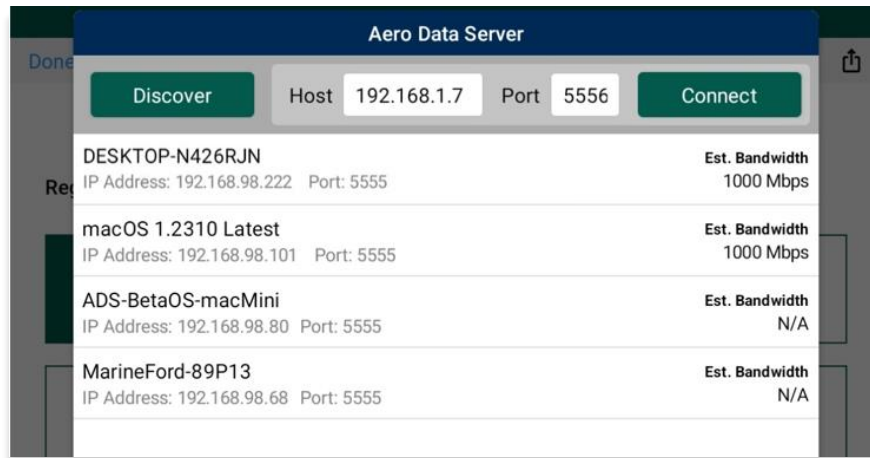 Aero Data Server
Done
Discover Host 192.168.1.7 Port 5556 Connect
DESKTOP-N426RJN Est. Bandwidth
IP Address: 192.168.98.222 Port: 5555 1000 Mbps
macOS 1.2310 Latest Est. Bandwidth
IP Address: 192.168.98.101 Port: 5555 1000 Mbps
ADS-BetaOS-macMini Est. Bandwidth
IP Address: 192.168.98.80 Port: 5555 N/A
MarineFord-89P13 Est. Bandwidth
IP Address: 192.168.98.68 Port: 5555 N/A